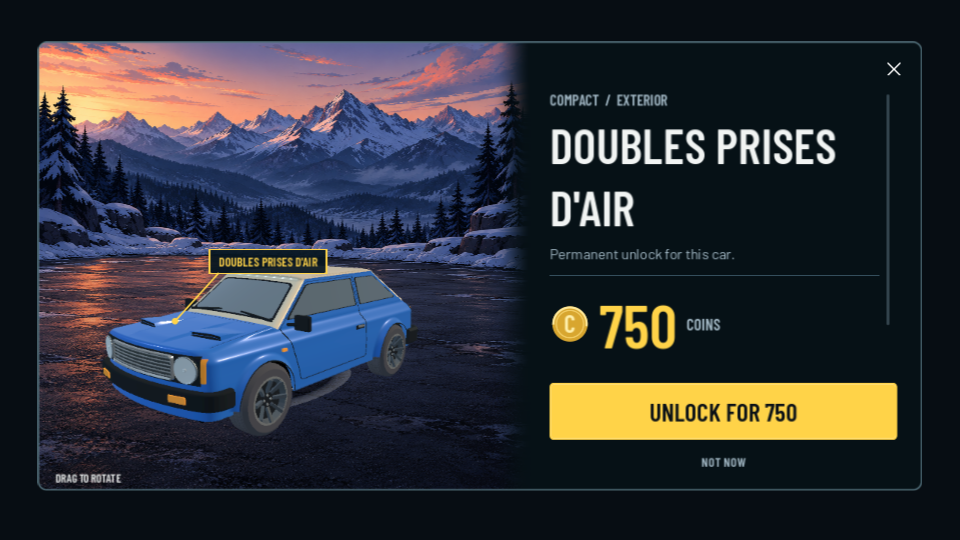 COMPACT / EXTERIOR
DOUBLES PRISES
D'AIR
Permanent unlock for this car.
C
750 COINS
UNLOCK FOR 750
NOT NOW
DOUBLES PRISES D'AIR
DRAG TO ROTATE